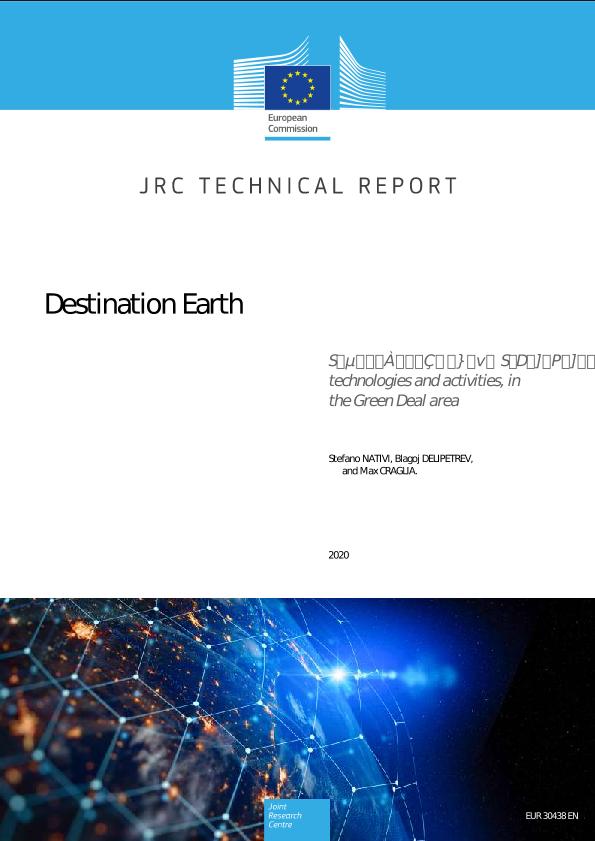 European
Commission
JRC TECHNICAL REPORT
Destination Earth
technologies and activities, in
the Green Deal area
Stefano NATIVI, Blagoj DELIPETREV,
and Max CRAGLIA.
2020
Joint
Research
Centre
EUR 30438 EN